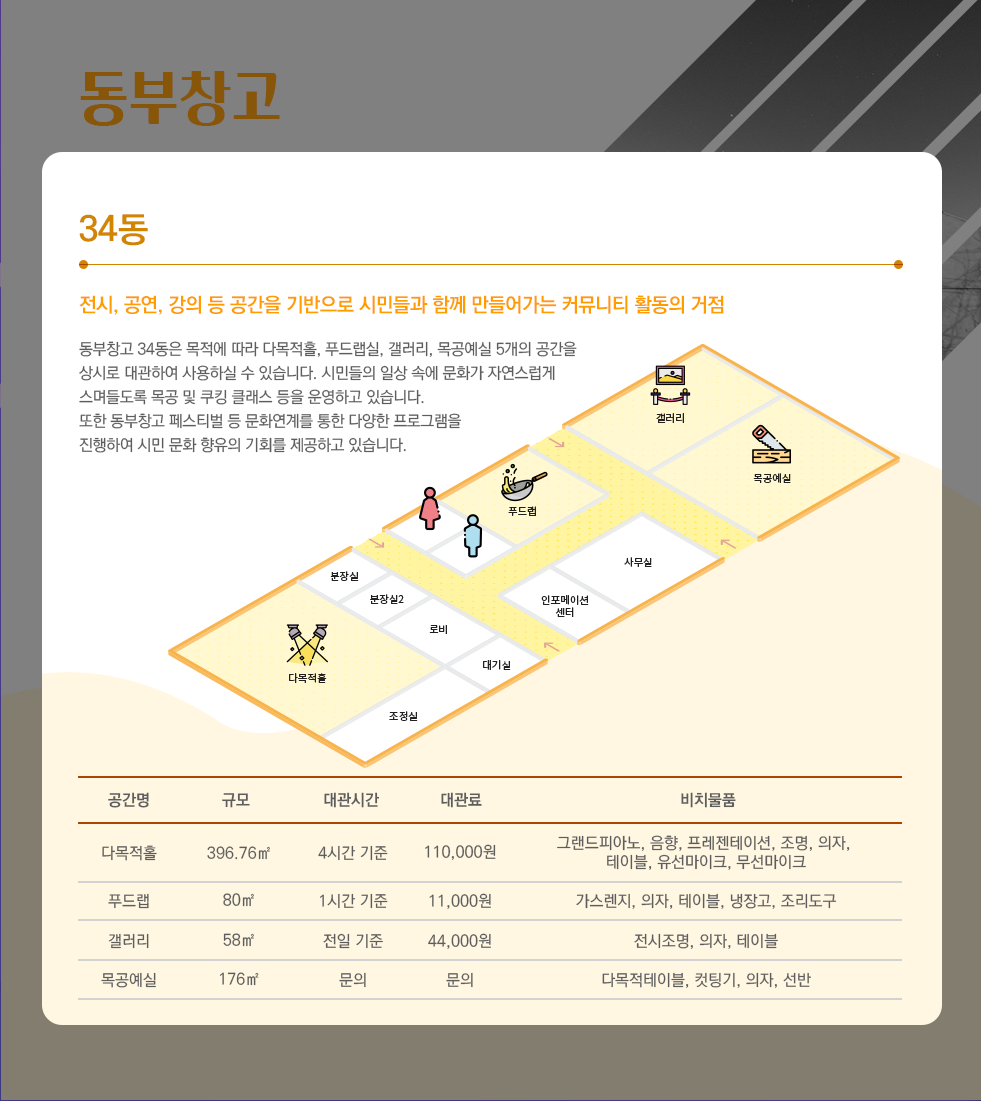 동부창고
34동
전시, 공연, 강의 등 공간을 기반으로 시민들과 함께 만들어가는 커뮤니티 활동의 거점
동부창고 34동은 목적에 따라 다목적홀, 푸드랩실, 갤러리, 목공예실 5개의 공간을
상시로 대관하여 사용하실 수 있습니다. 시민들의 일상 속에 문화가 자연스럽게
스며들도록 목공 및 쿠킹 클래스 등을 운영하고 있습니다.
또한 동부창고 페스티벌 등 문화연계를 통한 다양한 프로그램을
진행하여 시민 문화 향유의 기회를 제공하고 있습니다.
갤러리
목공예실
푸드랩
사무실
분장실
분장실2
인포메이션
센터
로비
대기실
다목적홀
조정실
공간명 규모 대관시간 대관료 비치물품
다목적홀 396.76㎡ 4시간 기준 110,000원 그랜드피아노, 음향, 프레젠테이션, 조명, 의자,
테이블, 유선마이크, 무선마이크
푸드랩 80㎡ 1시간 기준 11,000원 가스렌지, 의자, 테이블, 냉장고, 조리도구
갤러리 58㎡ 전일 기준 44,000원 전시조명, 의자, 테이블
목공예실 176㎡ 문의 문의 다목적테이블, 컷팅기, 의자, 선반